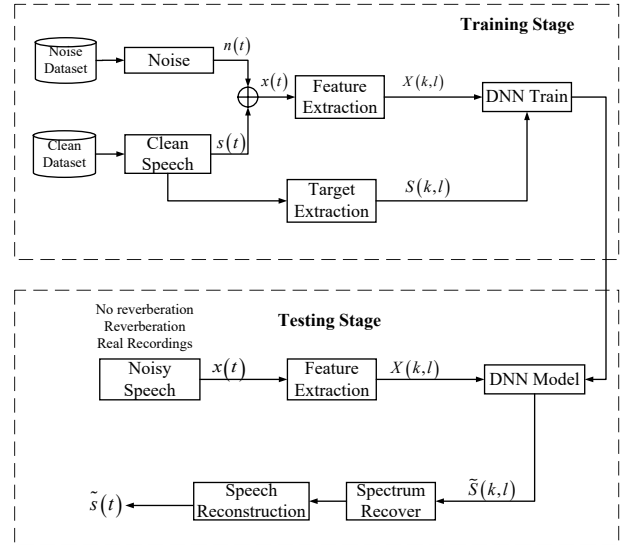 Training Stage
Noise
Dataset
Noise
n(t)
x(t)
Feature
Extraction
X(k,l)
DNN Train
Clean
Dataset
Clean
Speech
s(t)
Target
Extraction
S(k,l)
No reverberation
Reverberation
Real Recordings
Testing Stage
Noisy
Speech
x(t)
Feature
Extraction
X(k,l)
DNN Model
s̃(t)
Speech
Reconstruction
Spectrum
Recover
S̃(k,l)